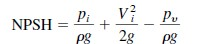 NPSH = p_i/ρg + V_i^2/2g − p_v/ρg